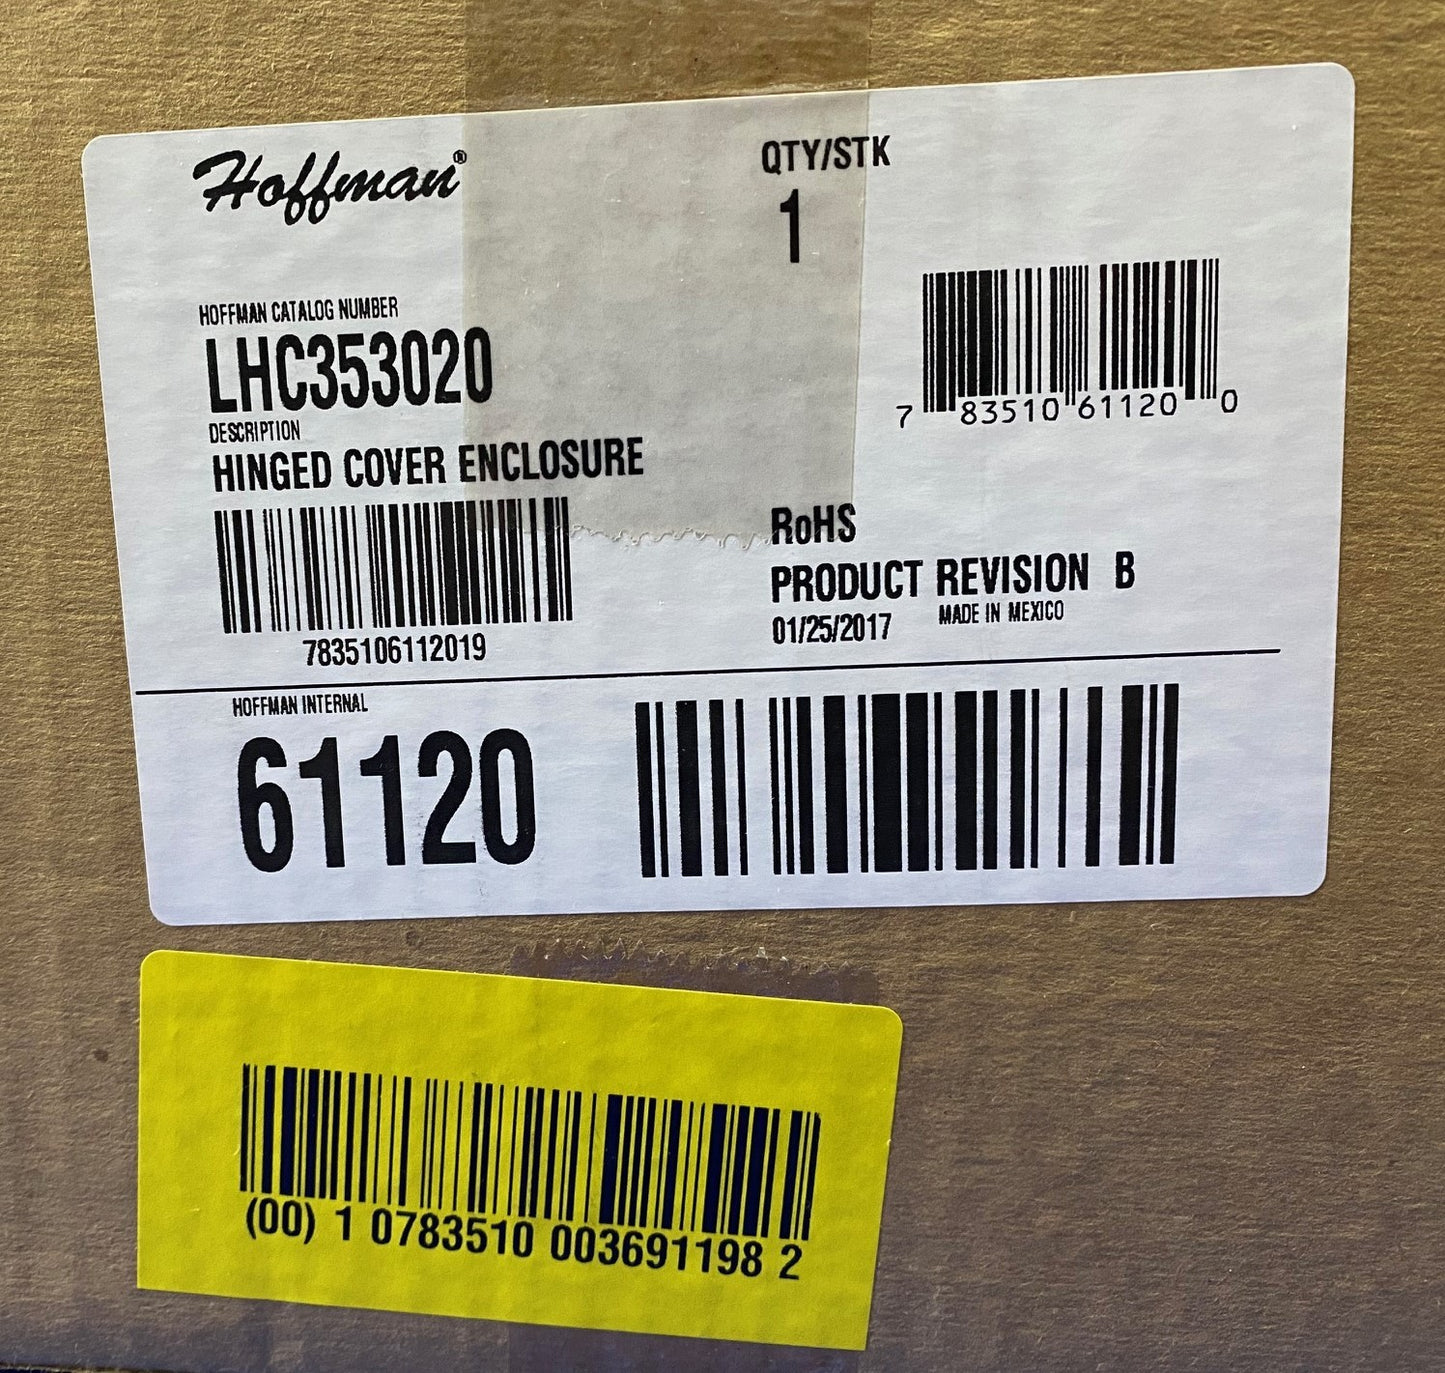 Hoffman®
QTY/STK
1
HOFFMAN CATALOG NUMBER
LHC353020
DESCRIPTION
HINGED COVER ENCLOSURE
7 83510 61120 0
7835106112019
RoHS
PRODUCT REVISION B
01/25/2017 MADE IN MEXICO
HOFFMAN INTERNAL
61120
(00) 1 0783510 003691198 2